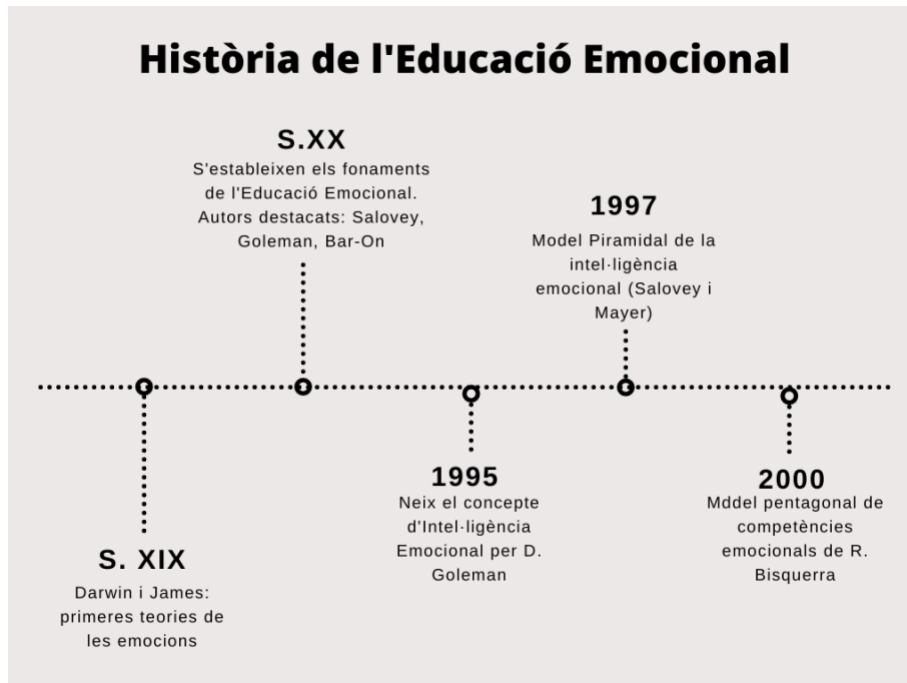 Història de l'Educació Emocional
S.XX
S'estableixen els fonaments
de l'Educació Emocional.
Autors destacats: Salovey,
Goleman, Bar-On
1997
Model Piramidal de la
intel·ligència
emocional (Salovey i
Mayer)
1995
Neix el concepte
d'Intel·ligència
Emocional per D.
Goleman
2000
Mddel pentagonal de
competències
emocionals de R.
Bisquerra
S. XIX
Darwin i James:
primeres teories de
les emocions